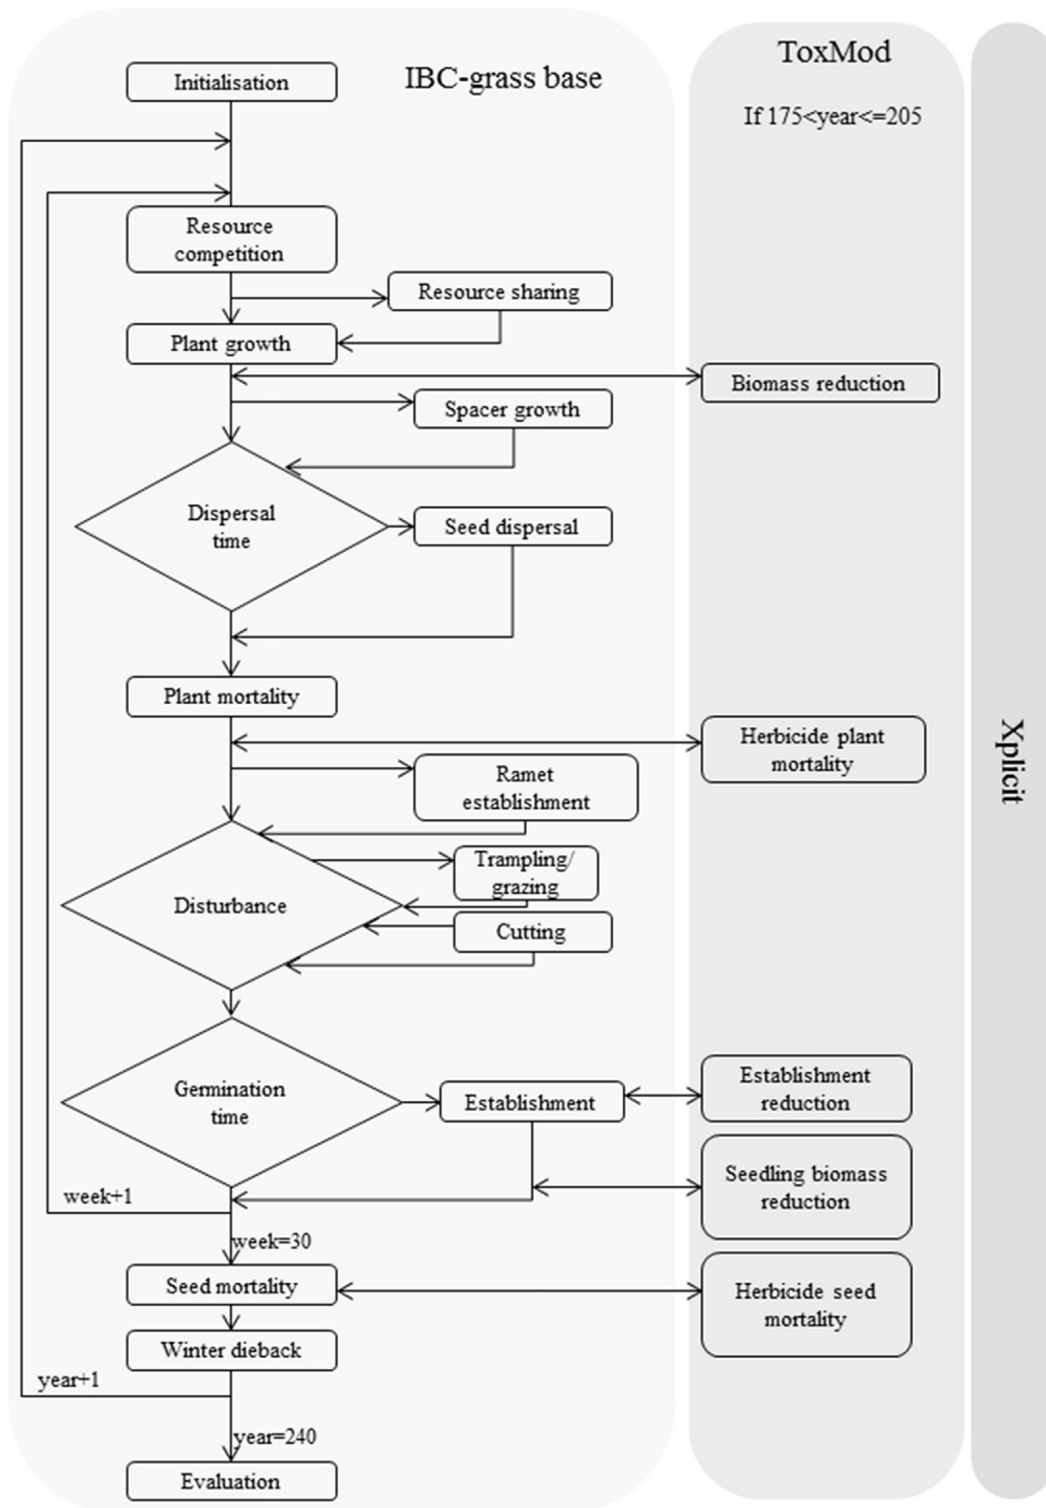 IBC-grass base
ToxMod
If 175<year<=205
Xplicit
Initialisation
Resource
competition
Resource sharing
Plant growth
Biomass reduction
Spacer growth
Dispersal
time
Seed dispersal
Plant mortality
Herbicide plant
mortality
Ramet
establishment
Trampling/
grazing
Disturbance
Cutting
Germination
time
Establishment
Establishment
reduction
Seedling biomass
reduction
week+1
week=30
Seed mortality
Herbicide seed
mortality
Winter dieback
year+1
year=240
Evaluation